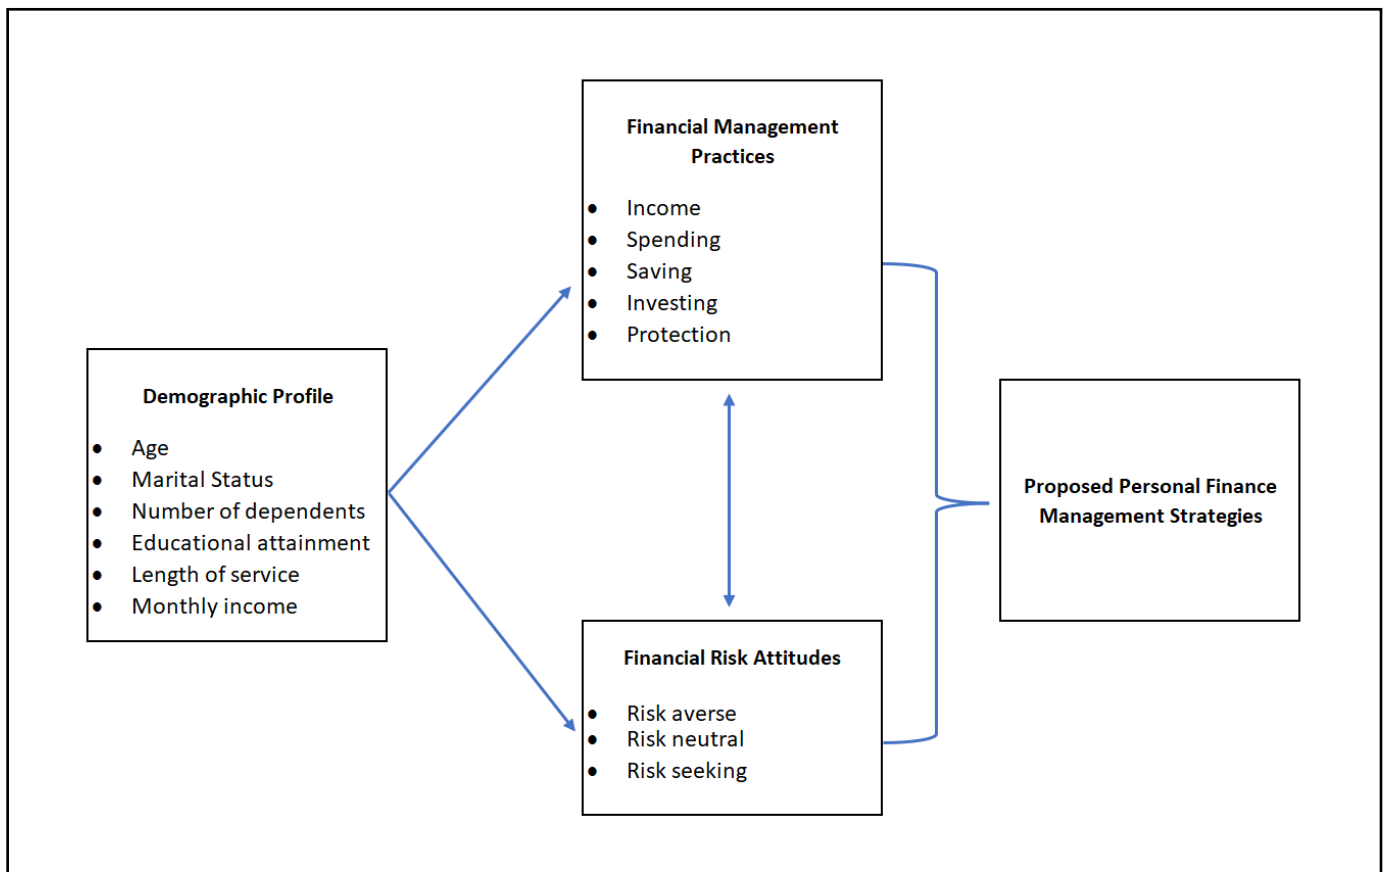 Financial Management
Practices
● Income
● Spending
● Saving
● Investing
● Protection
Demographic Profile
● Age
● Marital Status
● Number of dependents
● Educational attainment
● Length of service
● Monthly income
Proposed Personal Finance
Management Strategies
Financial Risk Attitudes
● Risk averse
● Risk neutral
● Risk seeking